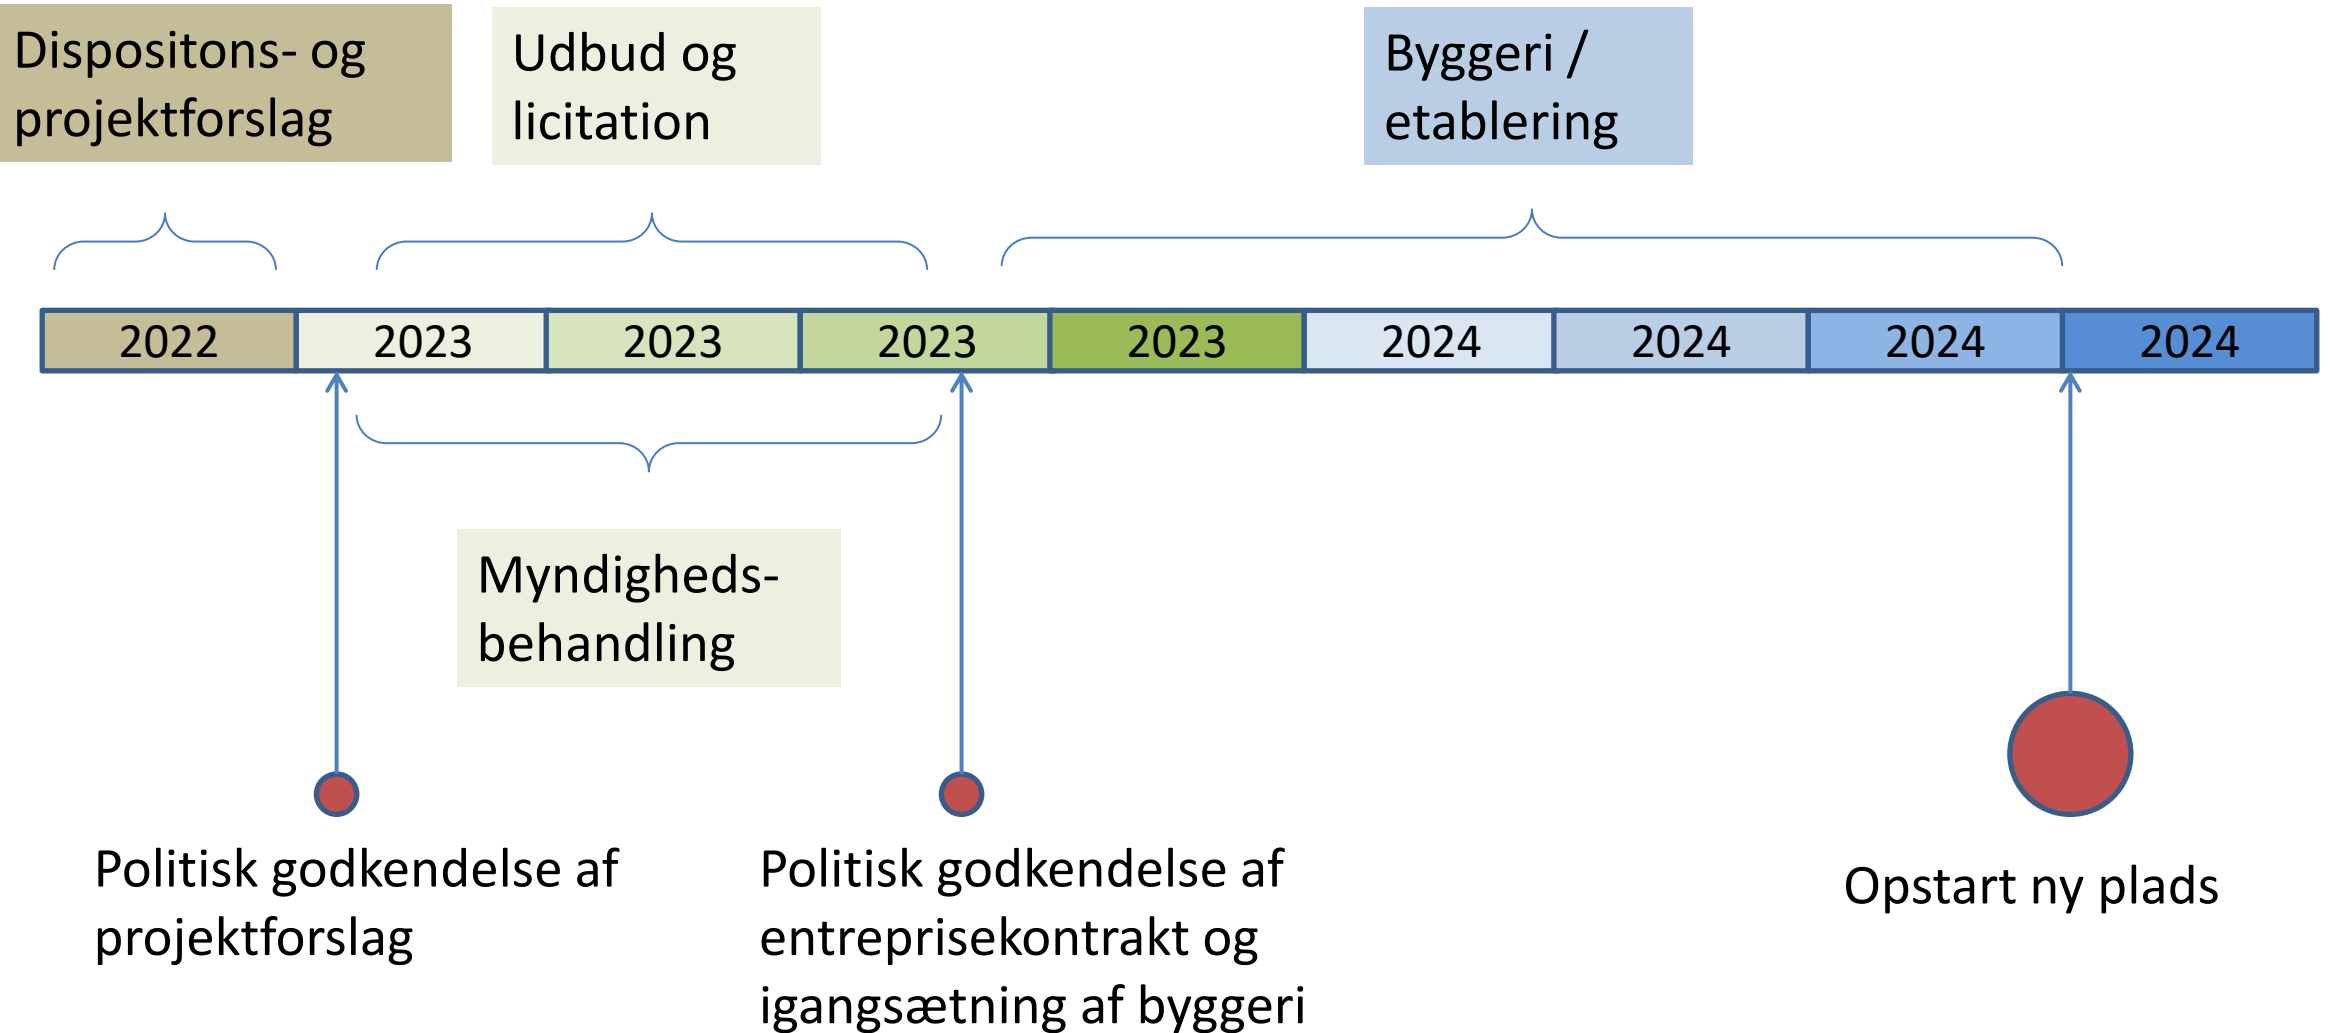 Dispositons- og
projektforslag
Udbud og
licitation
Byggeri /
etablering
2022
2023
2023
2023
2023
2024
2024
2024
2024
Myndigheds-
behandling
Politisk godkendelse af
projektforslag
Politisk godkendelse af
entreprisekontrakt og
igangsætning af byggeri
Opstart ny plads